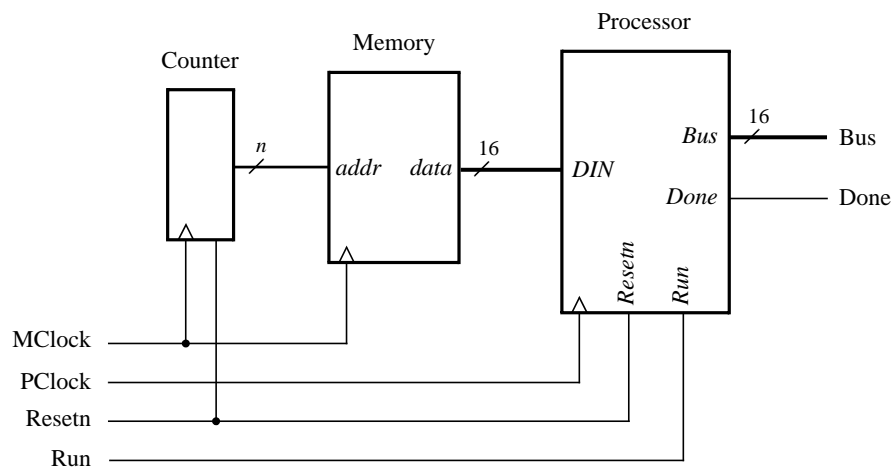 Processor
Memory
Counter
n
16
16
addr
data
DIN
Bus
Bus
Done
Done
Resetn
Run
MClock
PClock
Resetn
Run